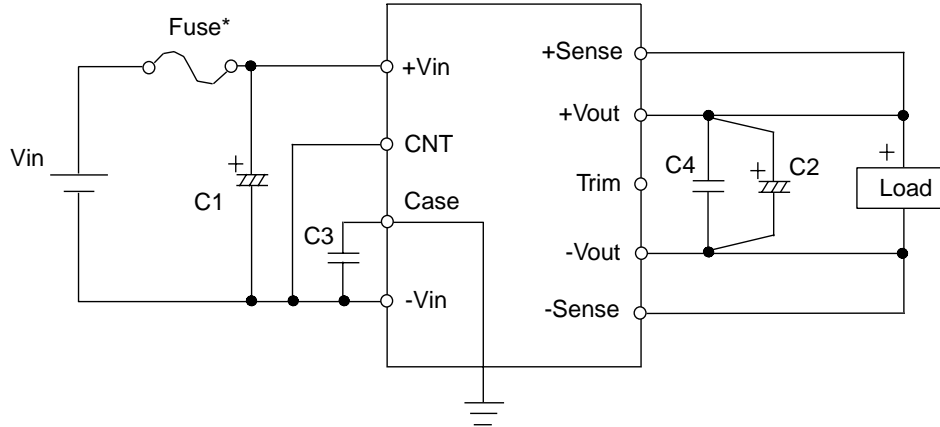 Fuse*
+Sense
+Vin
+Vout
CNT
Vin
+
C4
+
C2
+
Load
C1
Trim
Case
C3
-Vout
-Vin
-Sense